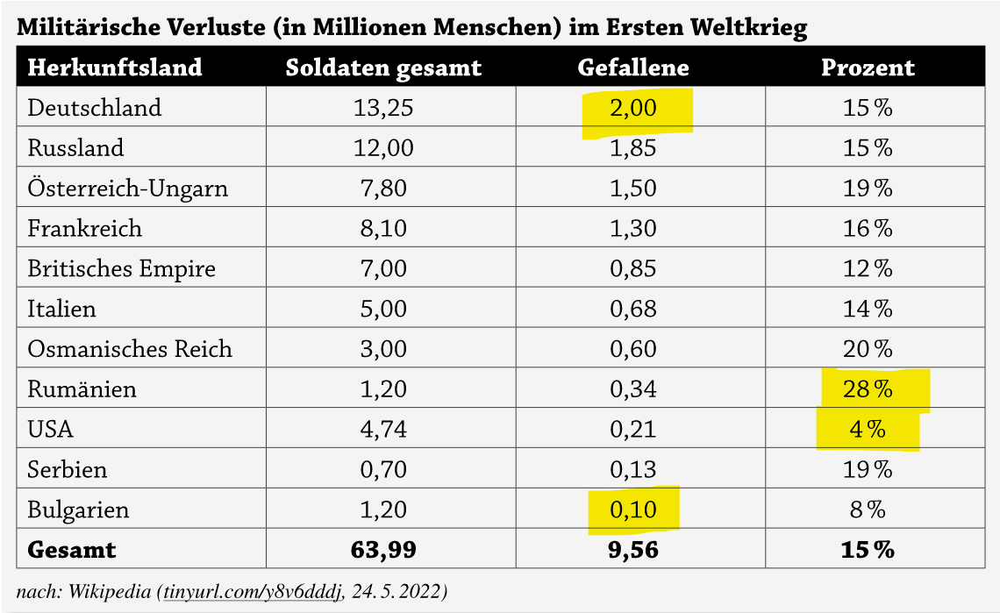 Militärische Verluste (in Millionen Menschen) im Ersten Weltkrieg
Herkunftsland Soldaten gesamt Gefallene Prozent
Deutschland 13,25 2,00 15 %
Russland 12,00 1,85 15 %
Österreich-Ungarn 7,80 1,50 19 %
Frankreich 8,10 1,30 16 %
Britisches Empire 7,00 0,85 12 %
Italien 5,00 0,68 14 %
Osmanisches Reich 3,00 0,60 20 %
Rumänien 1,20 0,34 28 %
USA 4,74 0,21 4 %
Serbien 0,70 0,13 19 %
Bulgarien 1,20 0,10 8 %
Gesamt 63,99 9,56 15 %
nach: Wikipedia (tinyurl.com/y8v6dddj, 24. 5. 2022)